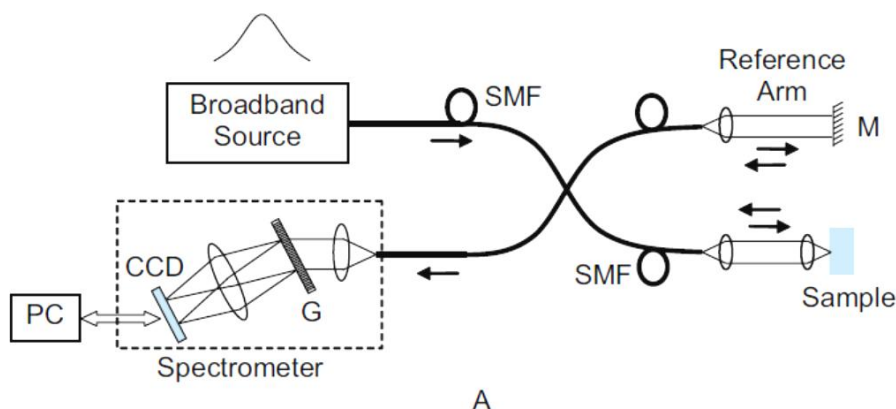 Broadband
Source
SMF
Reference
Arm
M
SMF
Sample
CCD
G
PC
Spectrometer
A